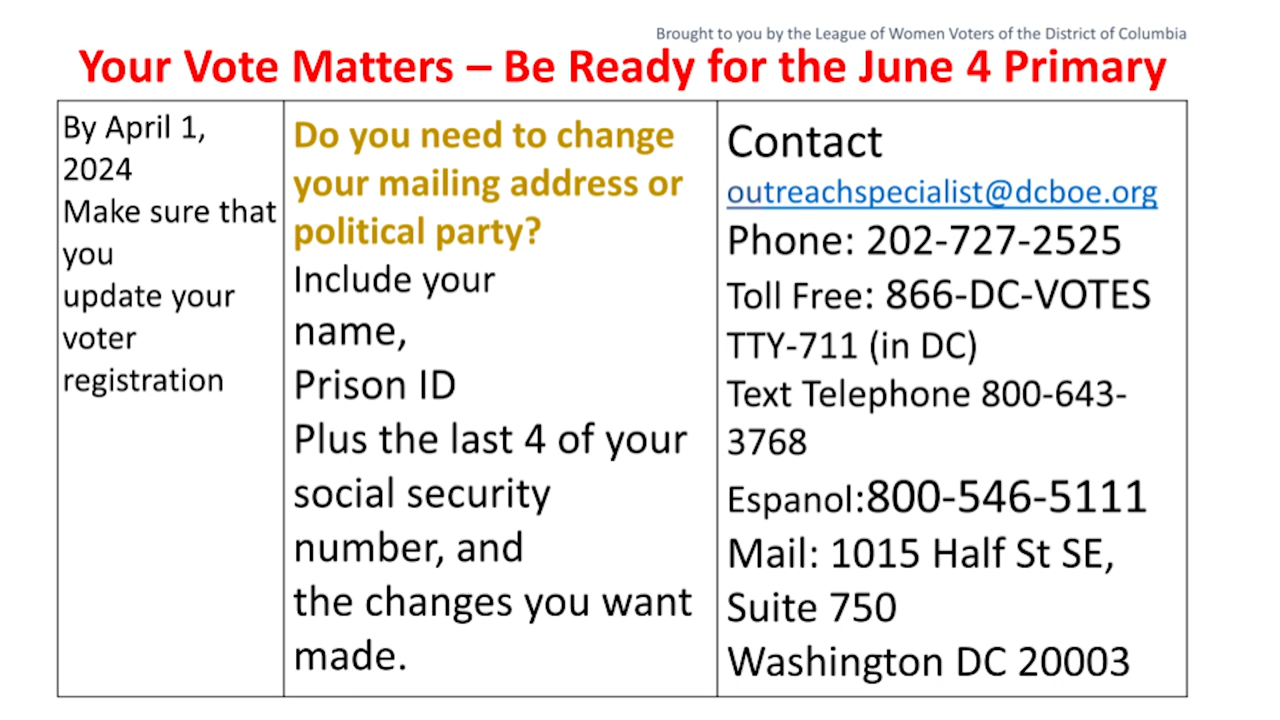 Brought to you by the League of Women Voters of the District of Columbia
Your Vote Matters – Be Ready for the June 4 Primary
By April 1,
2024
Make sure that
you
update your
voter
registration
Do you need to change
your mailing address or
political party?
Include your
name,
Prison ID
Plus the last 4 of your
social security
number, and
the changes you want
made.
Contact
outreachspecialist@dcboe.org
Phone: 202-727-2525
Toll Free: 866-DC-VOTES
TTY-711 (in DC)
Text Telephone 800-643-
3768
Espanol:800-546-5111
Mail: 1015 Half St SE,
Suite 750
Washington DC 20003